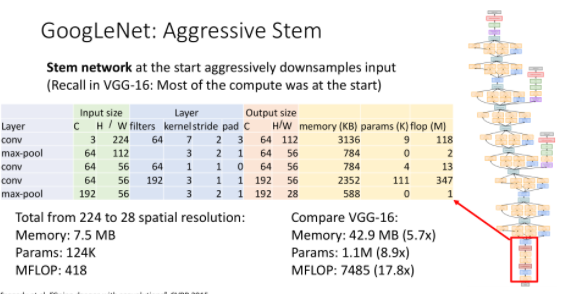 GoogLeNet: Aggressive Stem
Stem network at the start aggressively downsamples input
(Recall in VGG-16: Most of the compute was at the start)
Input size Layer Output size
Layer C H / W filters kernel stride pad C H/W memory (KB) params (K) flop (M)
conv 3 224 64 7 2 3 64 112 3136 9 118
max-pool 64 112 3 2 1 64 56 784 0 2
conv 64 56 64 1 1 0 64 56 784 4 13
conv 64 56 192 3 1 1 192 56 2352 111 347
max-pool 192 56 3 2 1 192 28 588 0 1
Total from 224 to 28 spatial resolution:
Memory: 7.5 MB
Params: 124K
MFLOP: 418
Compare VGG-16:
Memory: 42.9 MB (5.7x)
Params: 1.1M (8.9x)
MFLOP: 7485 (17.8x)